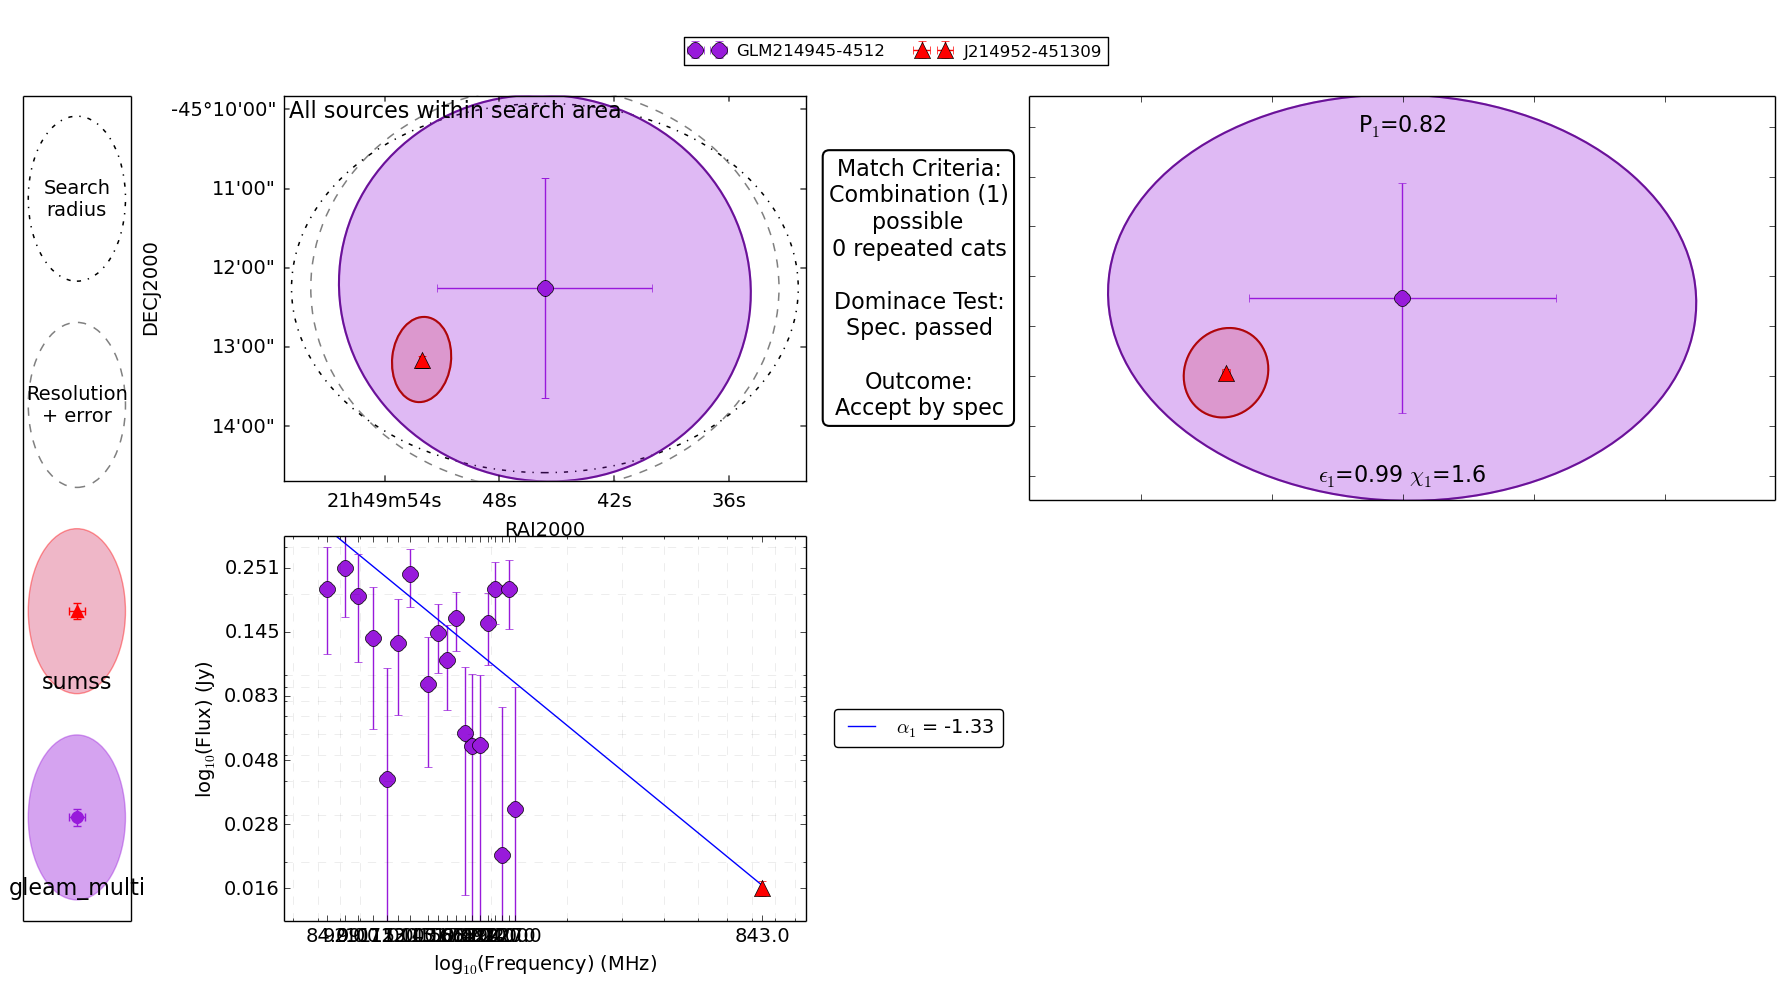 GLM214945-4512 J214952-451309
Search
radius
Resolution
+ error
sumss
gleam_multi
DECJ2000
-45°10'00"
11'00"
12'00"
13'00"
14'00"
All sources within search area
21h49m54s 48s 42s 36s
RAJ2000
Match Criteria:
Combination (1)
possible
0 repeated cats
Dominace Test:
Spec. passed
Outcome:
Accept by spec
P₁=0.82
ϵ₁=0.99 χ₁=1.6
log₁₀(Flux) (Jy)
0.251
0.145
0.083
0.048
0.028
0.016
843.0
log₁₀(Frequency) (MHz)
α₁ = -1.33